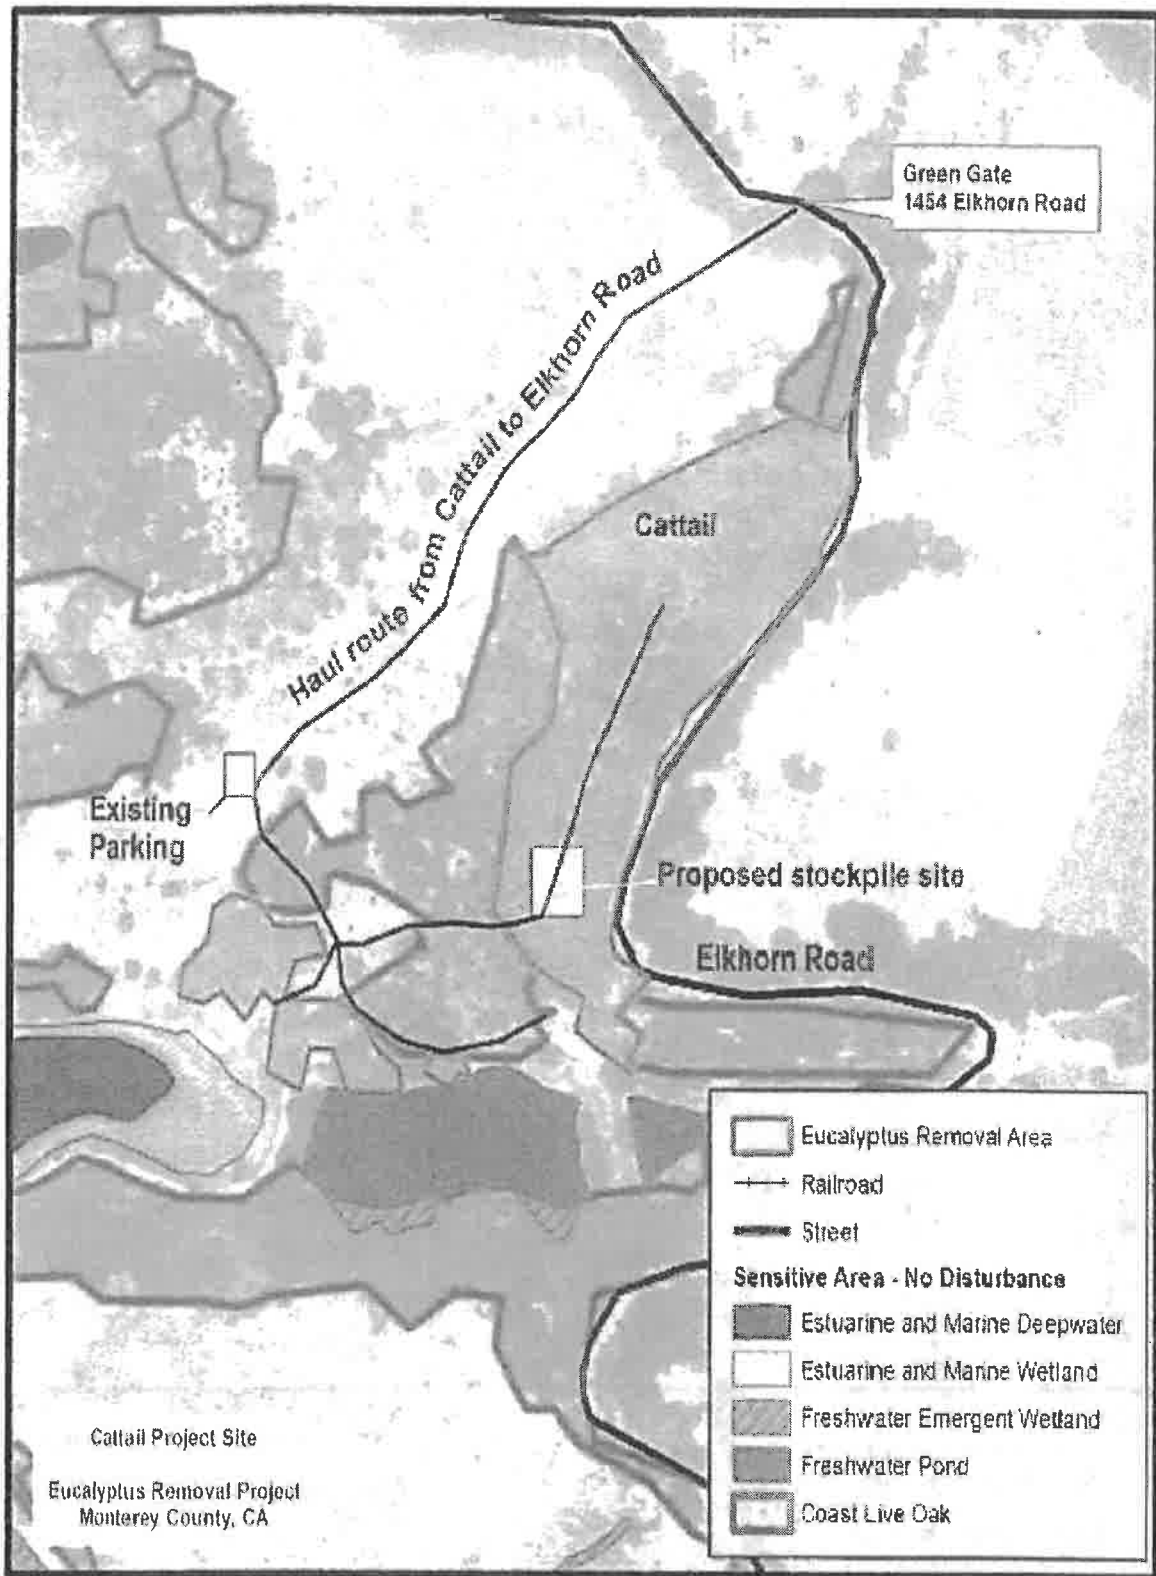 Green Gate
1454 Elkhorn Road
Haul route from Cattail to Elkhorn Road
Cattail
Existing
Parking
Proposed stockpile site
Elkhorn Road
Eucalyptus Removal Area
Railroad
Street
Sensitive Area - No Disturbance
Estuarine and Marine Deepwater
Estuarine and Marine Wetland
Freshwater Emergent Wetland
Freshwater Pond
Coast Live Oak
Cattail Project Site
Eucalyptus Removal Project
Monterey County, CA